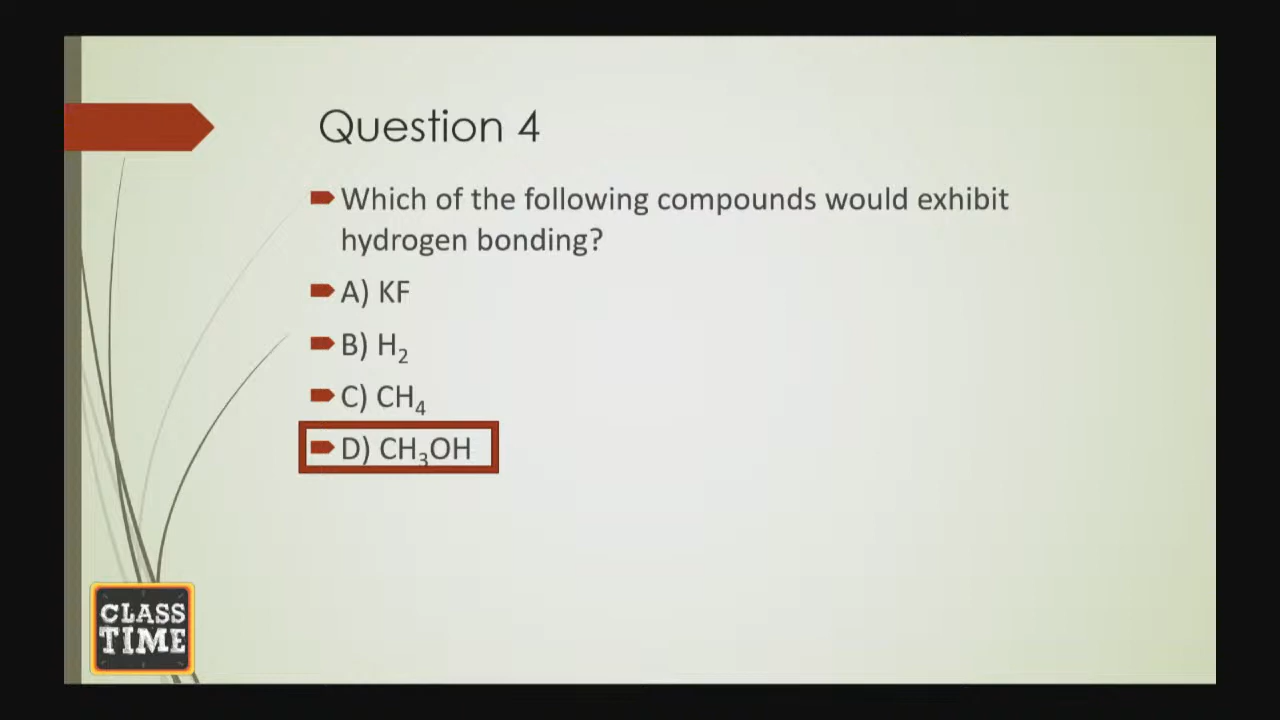 Question 4
Which of the following compounds would exhibit
hydrogen bonding?
A) KF
B) H₂
C) CH₄
D) CH₃OH
CLASS
TIME